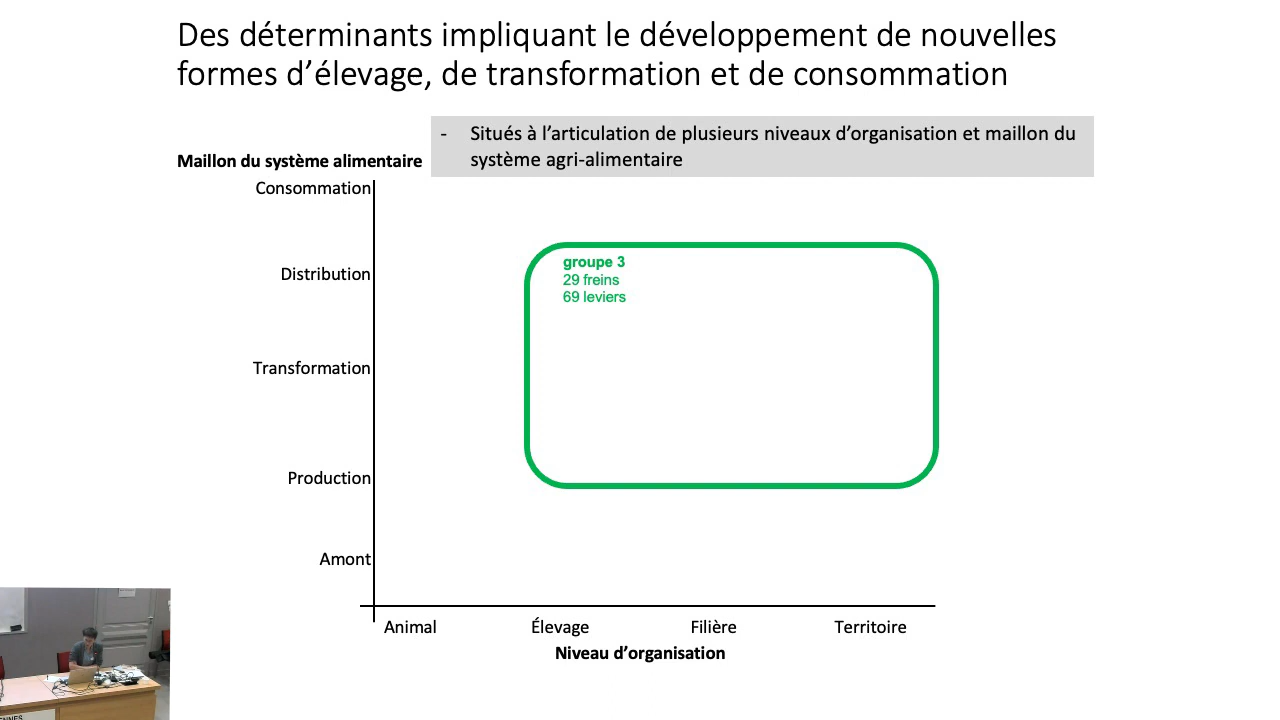 Des déterminants impliquant le développement de nouvelles
formes d’élevage, de transformation et de consommation
- Situés à l’articulation de plusieurs niveaux d’organisation et maillon du
système agri-alimentaire
Maillon du système alimentaire
Consommation
Distribution
Transformation
Production
Amont
groupe 3
29 freins
69 leviers
Animal
Élevage
Filière
Territoire
Niveau d’organisation
ENNES